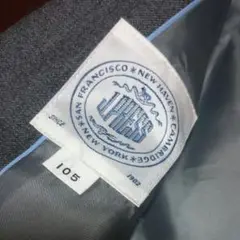 SAN FRANCISCO ★ NEW HAVEN ★ CAMBRIDGE ★ NEW YORK ★
J.PRESS
SINCE 1902
105